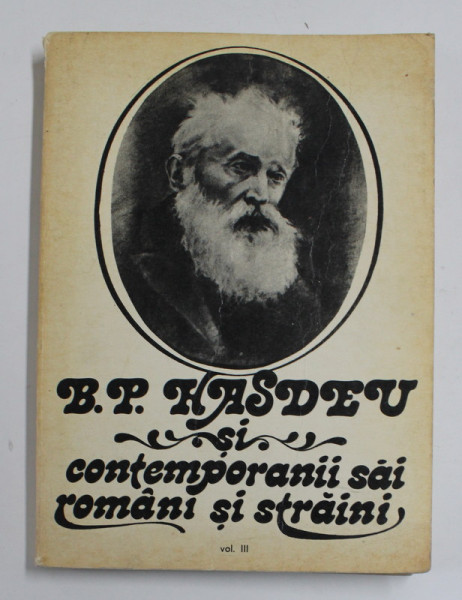 B.P. HASDEU
și
contemporanii săi
români și străini
vol. III